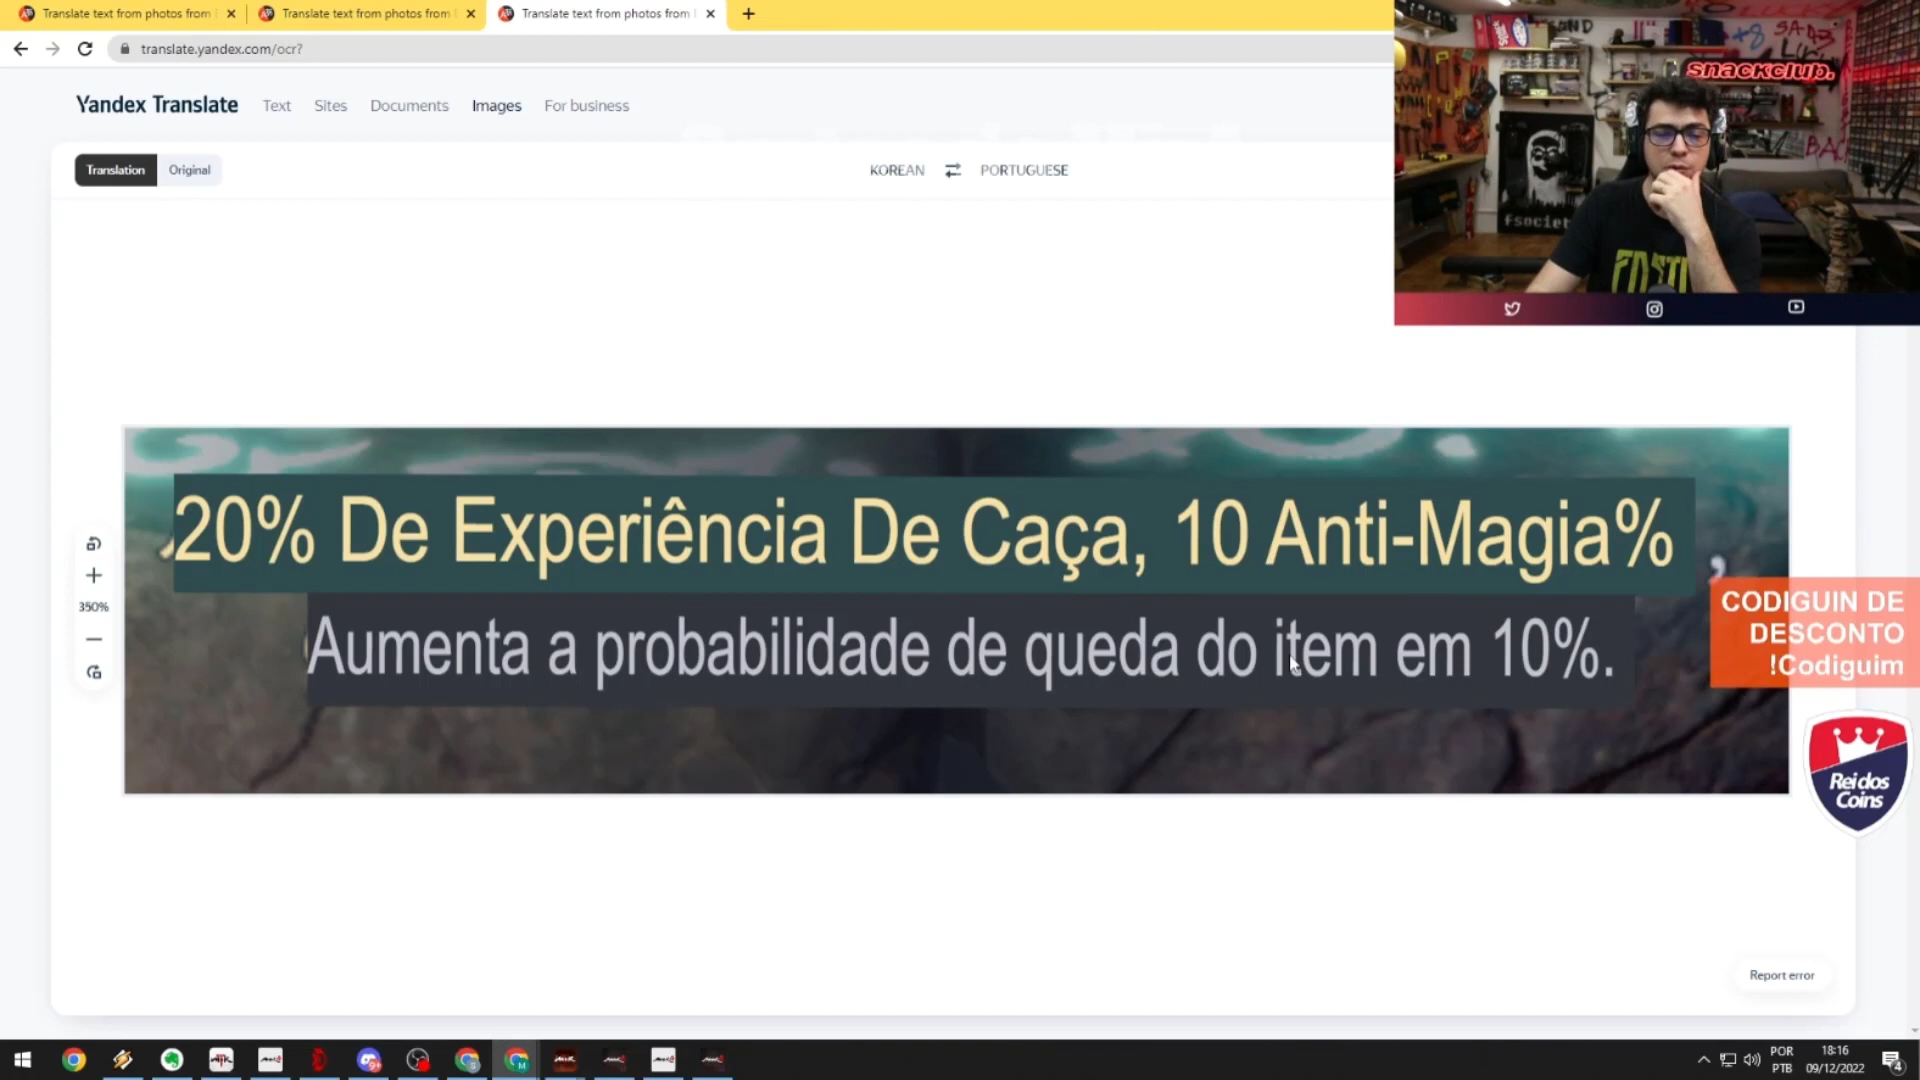 Translate text from photos from
Translate text from photos from
Translate text from photos from
translate.yandex.com/ocr?
Yandex Translate
Text
Sites
Documents
Images
For business
Translation
Original
KOREAN
PORTUGUESE
snackclub.
fsociet
350%
20% De Experiência De Caça, 10 Anti-Magia%
Aumenta a probabilidade de queda do item em 10%.
CODIGUIN DE
DESCONTO
!Codiguim
Rei dos
Coins
Report error
POR
PTB
18:16
09/12/2022
4